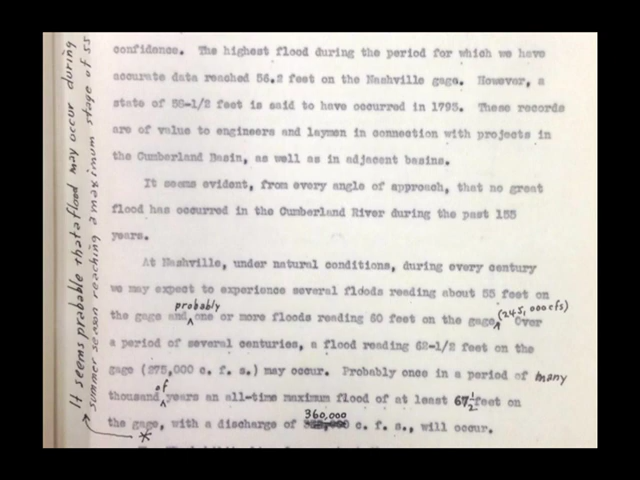 confidence. The highest flood during the period for which we have
accurate data reached 56.2 feet on the Nashville gage. However, a
state of 56-1/2 feet is said to have occurred in 1793. These records
are of value to engineers and laymen in connection with projects in
the Cumberland Basin, as well as in adjacent basins.
It seems evident, from every angle of approach, that no great
flood has occurred in the Cumberland River during the past 155
years.
At Nashville, under natural conditions, during every century
we may expect to experience several floods reading about 55 feet on
the gage and probably one or more floods reading 60 feet on the gage (245,000 cfs) Over
a period of several centuries, a flood reading 62-1/2 feet on the
gage (275,000 c. f. s.) may occur. Probably once in a period of many
thousand of years an all-time maximum flood of at least 67 1/2 feet on
the gage, with a discharge of 360,000 c. f. s., will occur.
*
It seems probable that a flood may occur during
summer season reaching a maximum stage of 55